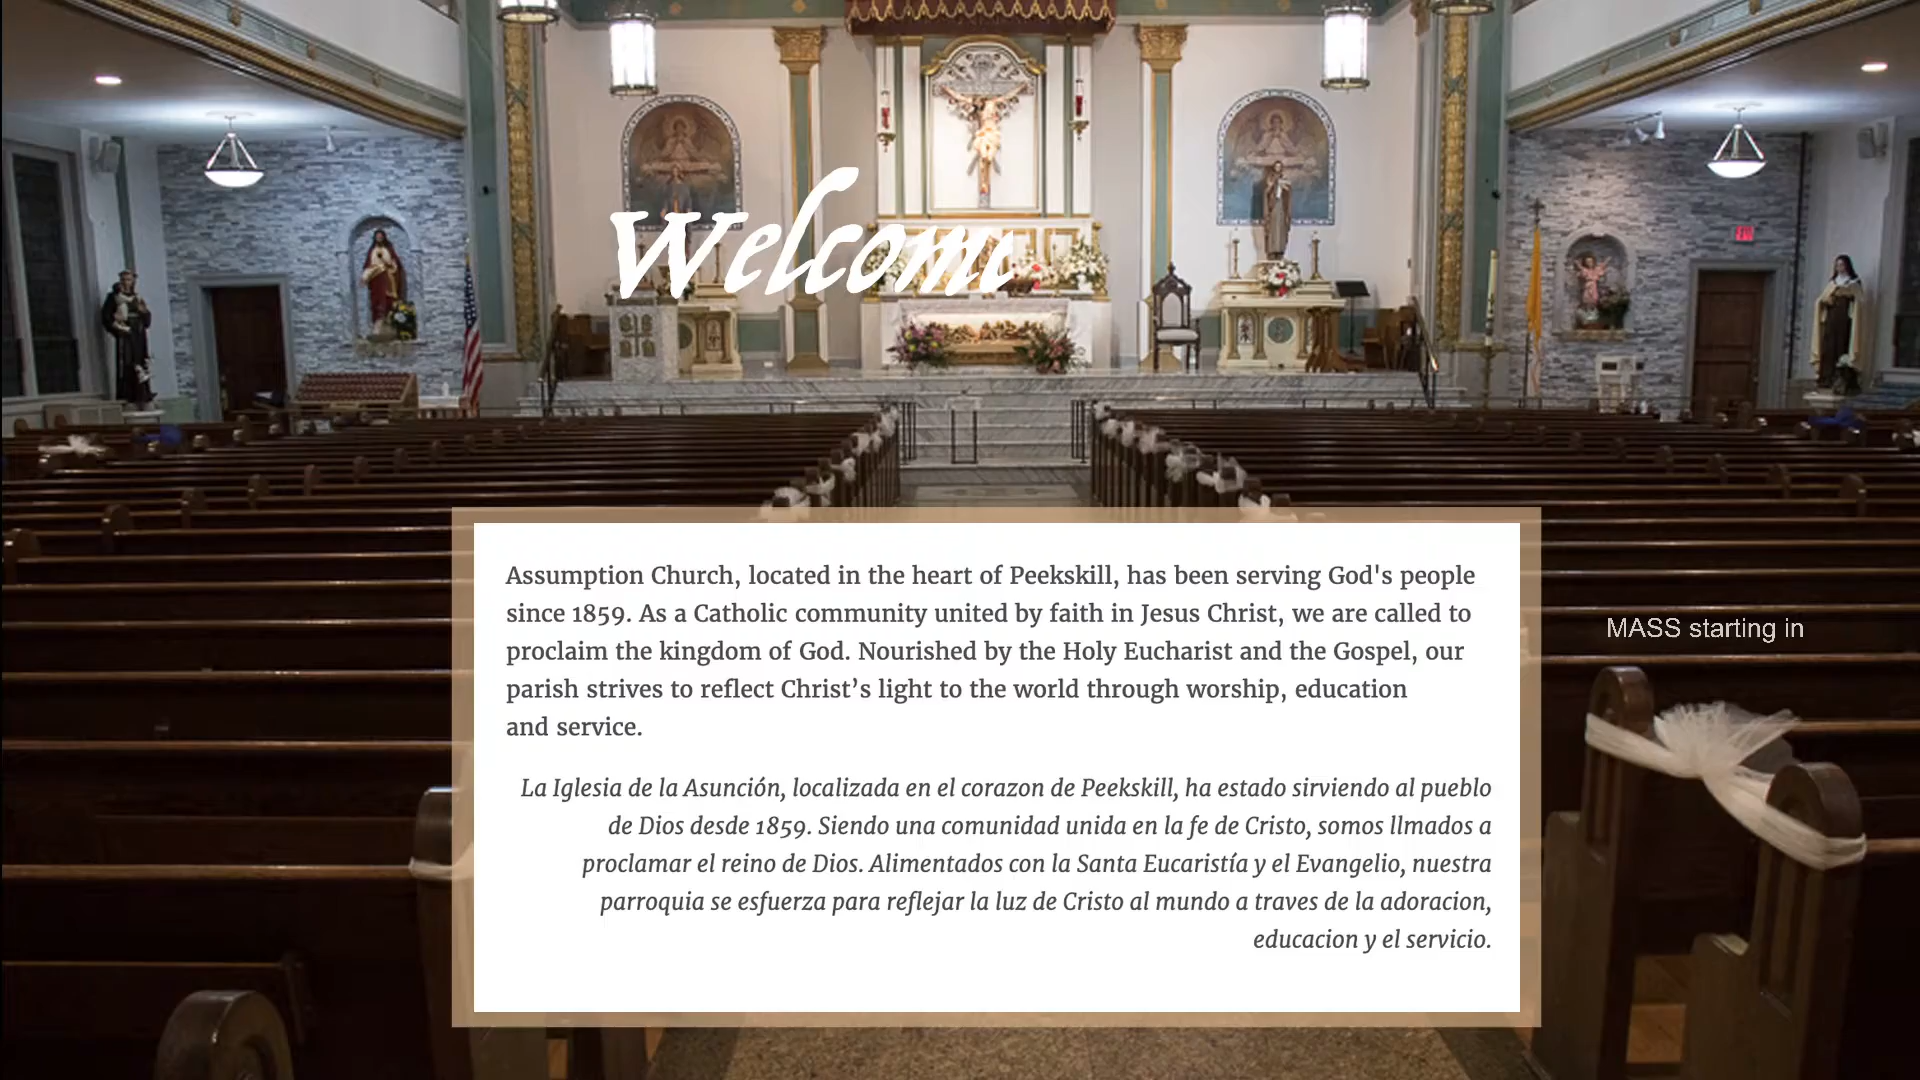 Welcome
Assumption Church, located in the heart of Peekskill, has been serving God's people
since 1859. As a Catholic community united by faith in Jesus Christ, we are called to
proclaim the kingdom of God. Nourished by the Holy Eucharist and the Gospel, our
parish strives to reflect Christ’s light to the world through worship, education
and service.
MASS starting in
La Iglesia de la Asunción, localizada en el corazon de Peekskill, ha estado sirviendo al pueblo
de Dios desde 1859. Siendo una comunidad unida en la fe de Cristo, somos llmados a
proclamar el reino de Dios. Alimentados con la Santa Eucaristía y el Evangelio, nuestra
parroquia se esfuerza para reflejar la luz de Cristo al mundo a traves de la adoracion,
educacion y el servicio.